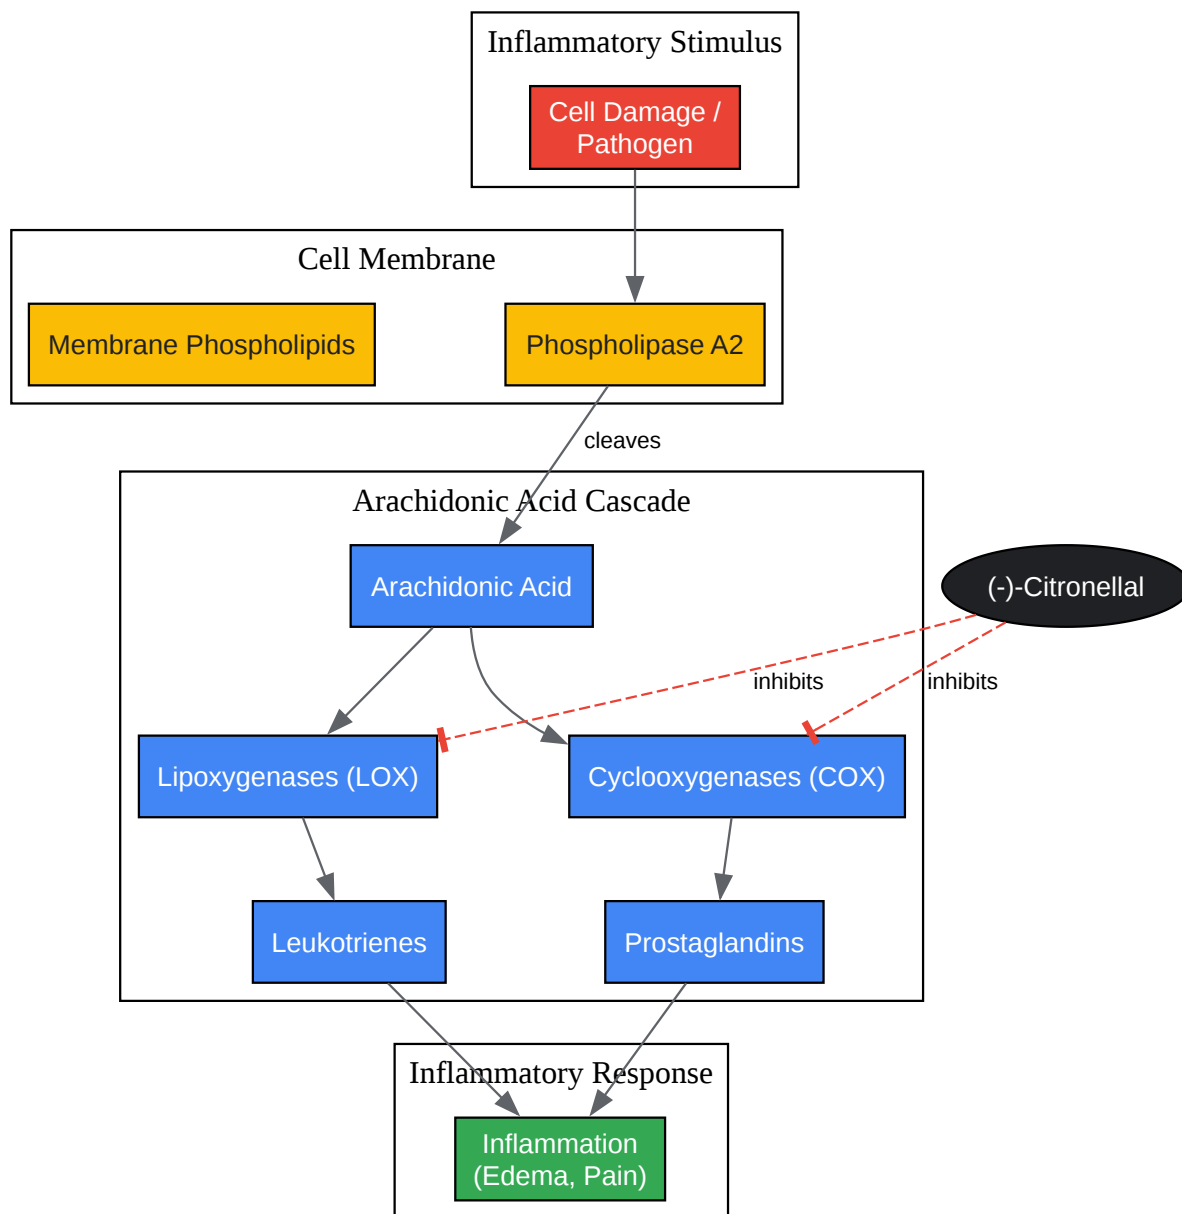 Inflammatory Stimulus
Cell Damage /
Pathogen
Cell Membrane
Membrane Phospholipids
Phospholipase A2
cleaves
Arachidonic Acid Cascade
Arachidonic Acid
(-)-Citronellal
inhibits
inhibits
Lipoxygenases (LOX)
Cyclooxygenases (COX)
Leukotrienes
Prostaglandins
Inflammatory Response
Inflammation
(Edema, Pain)